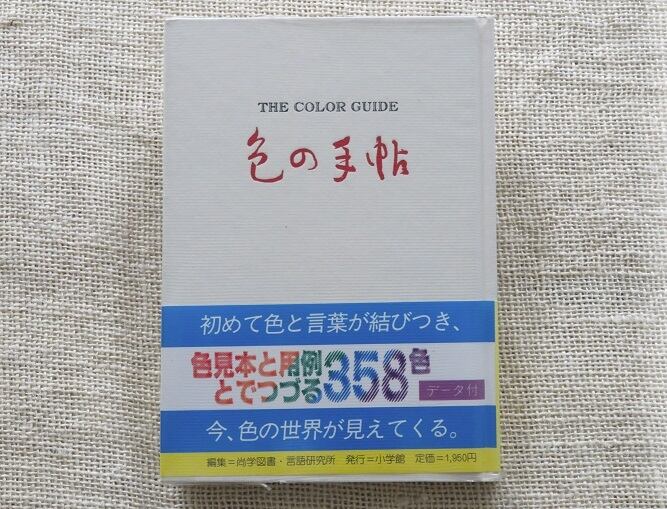 THE COLOR GUIDE
色の手帖
初めて色と言葉が結びつき、
色見本と用例
とでつづる358色
データ付
今、色の世界が見えてくる。
編集=尚学図書・言語研究所 発行=小学館 定価=1,950円